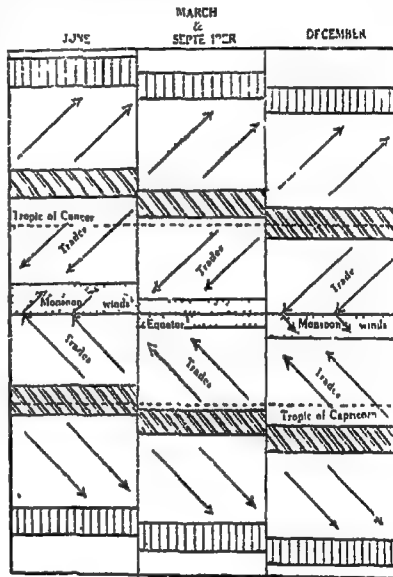 MARCH
&
JUNE
DECEMBER
Tropic of Cancer
Trades
Monsoon winds
Trades
Trades
Equator
Trades
Trade
Monsoon winds
Trades
Tropic of Capricorn